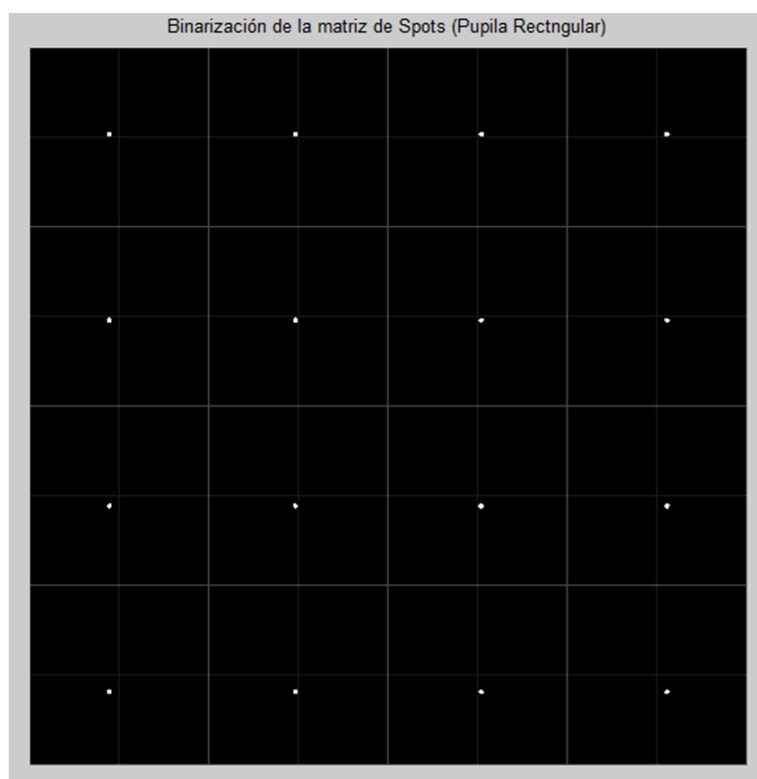 Binarización de la matriz de Spots (Pupila Rectngular)